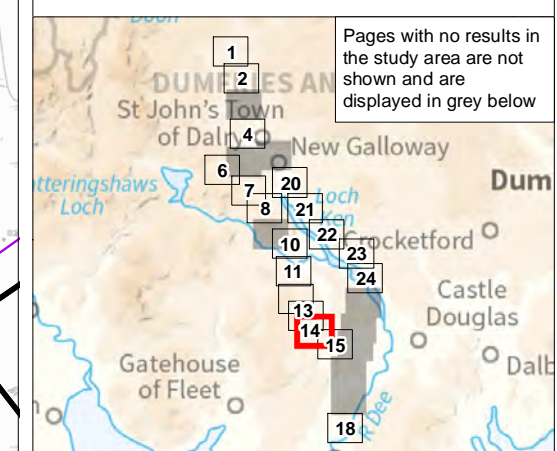 Pages with no results in
the study area are not
shown and are
displayed in grey below
1
2
DUMFRIES AN
St John's Town
of Dalry
4
New Galloway
6
20
7
atteringshaws
Loch
Loch
Ken
8
21
Dum
22
Crocketford
10
23
24
11
Castle
Douglas
13
14
15
Gatehouse
of Fleet
Dalb
R Dee
18